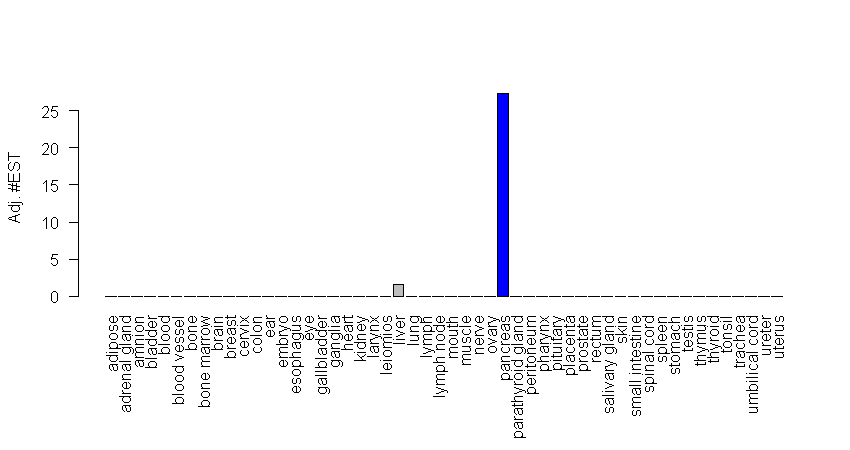 Adj. #EST
25
20
15
10
5
0
adipose
adrenal gland
amnion
bladder
blood
blood vessel
bone
bone marrow
brain
breast
cervix
colon
ear
embryo
esophagus
eye
gallbladder
ganglia
heart
kidney
larynx
leiomios
liver
lung
lymph
lymph node
mouth
muscle
nerve
ovary
pancreas
parathyroid gland
peritoneum
pharynx
pituitary
placenta
prostate
rectum
salivary gland
skin
small intestine
spinal cord
spleen
stomach
testis
thymus
thyroid
tonsil
trachea
umbilical cord
ureter
uterus